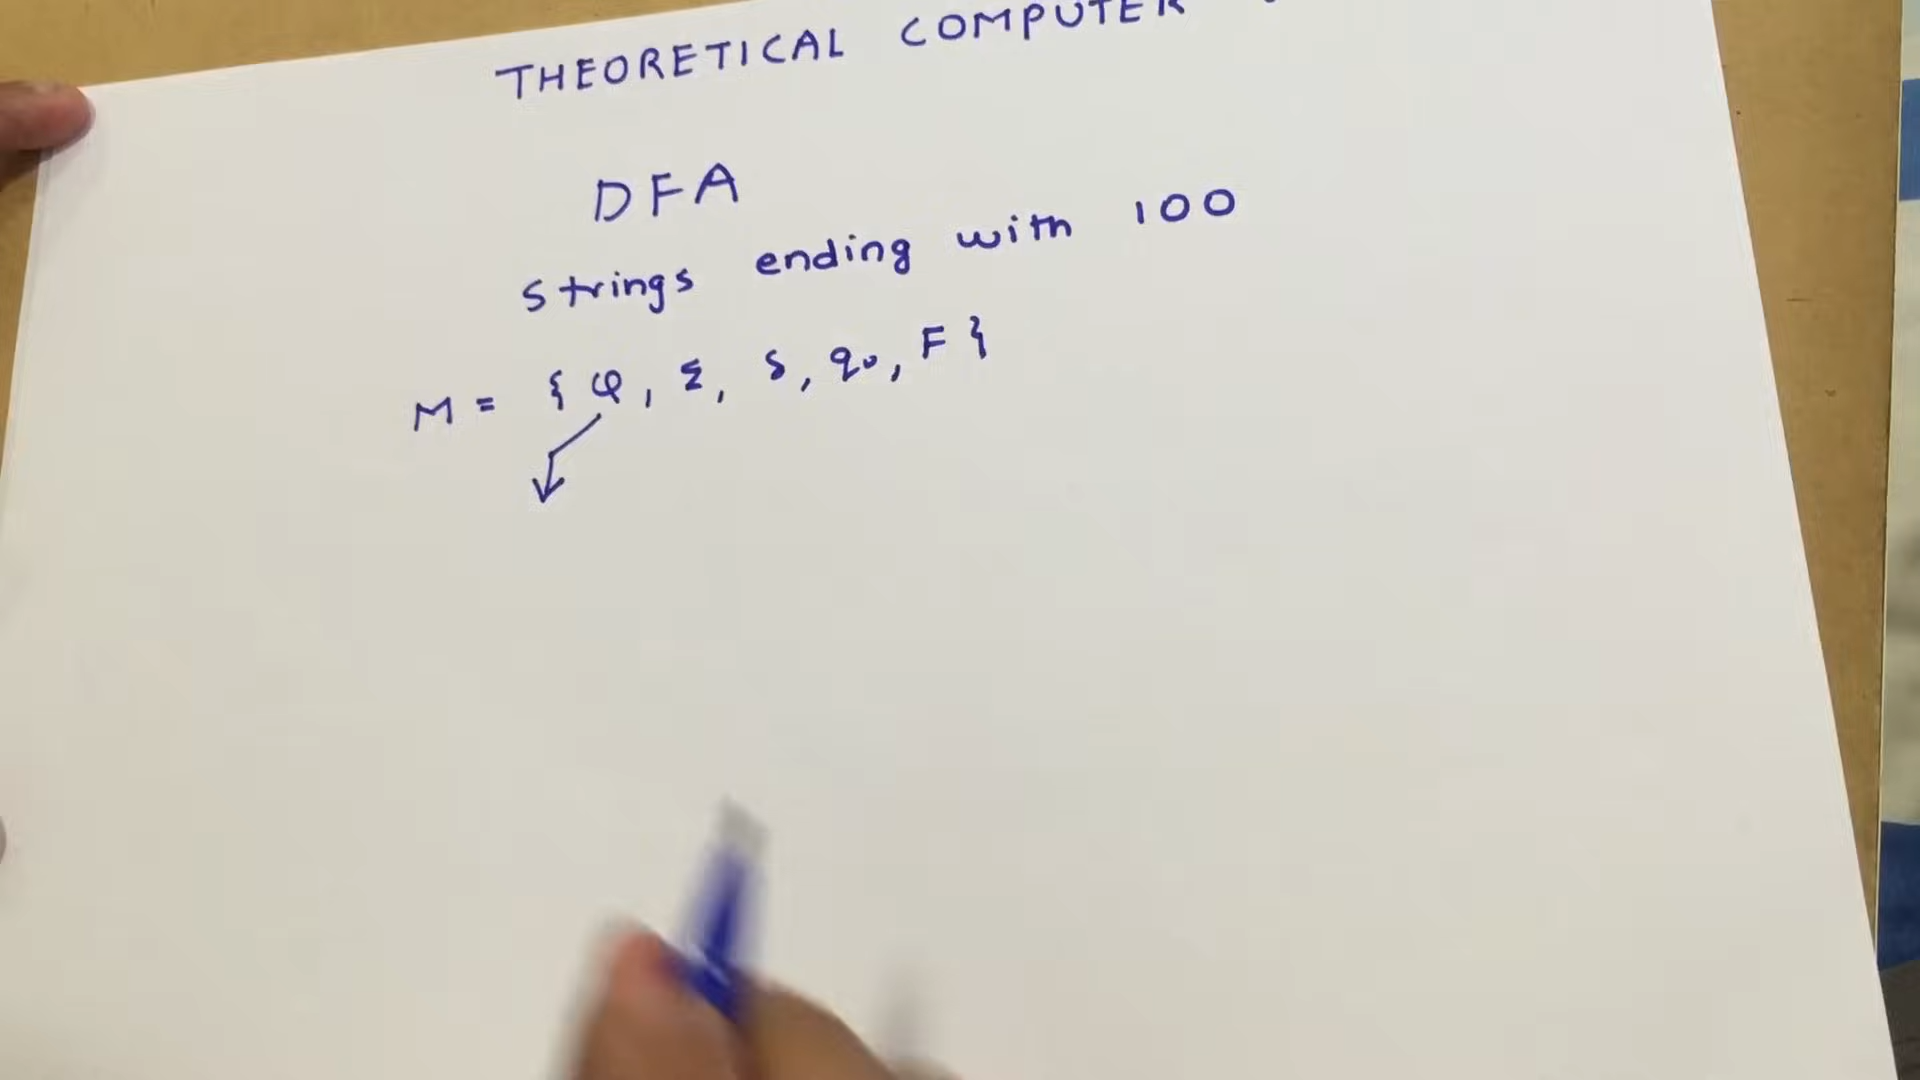 THEORETICAL COMPUTER
DFA
strings ending with 100
M = { Q, Σ, δ, q0, F }